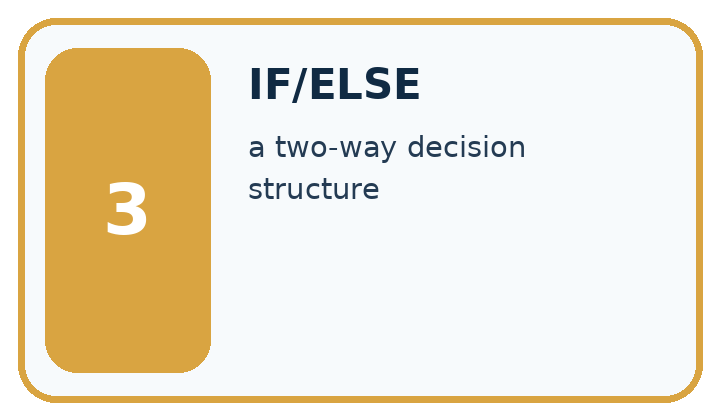 3
IF/ELSE
a two-way decision
structure